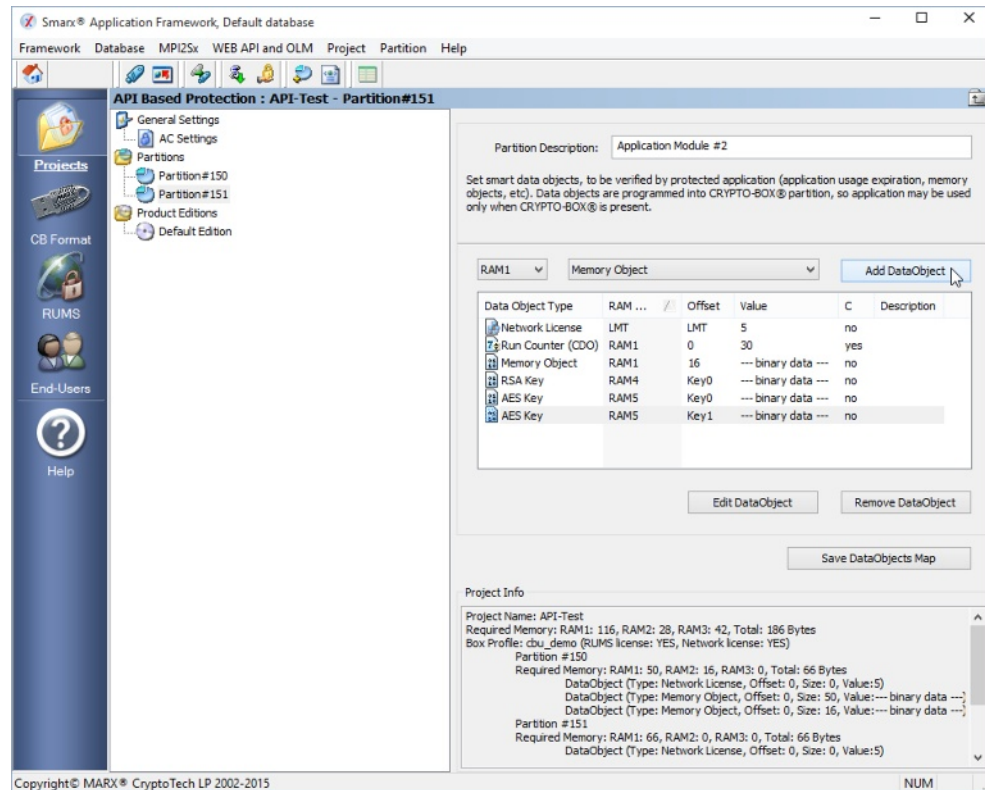 Smarx® Application Framework, Default database
Framework Database MPI2Sx WEB API and OLM Project Partition Help
API Based Protection : API-Test - Partition#151
Projects
CB Format
RUMS
End-Users
Help
General Settings
AC Settings
Partitions
Partition#150
Partition#151
Product Editions
Default Edition
Partition Description: Application Module #2
Set smart data objects, to be verified by protected application (application usage expiration, memory
objects, etc). Data objects are programmed into CRYPTO-BOX® partition, so application may be used
only when CRYPTO-BOX® is present.
RAM1 Memory Object Add DataObject
Data Object Type RAM ... Offset Value C Description
Network License LMT LMT 5 no
Run Counter (CDO) RAM1 0 30 yes
Memory Object RAM1 16 --- binary data --- no
RSA Key RAM4 Key0 --- binary data --- no
AES Key RAM5 Key0 --- binary data --- no
AES Key RAM5 Key1 --- binary data --- no
Edit DataObject Remove DataObject
Save DataObjects Map
Project Info
Project Name: API-Test
Required Memory: RAM1: 116, RAM2: 28, RAM3: 42, Total: 186 Bytes
Box Profile: cbu_demo (RUMS license: YES, Network license: YES)
Partition #150
Required Memory: RAM1: 50, RAM2: 16, RAM3: 0, Total: 66 Bytes
DataObject (Type: Network License, Offset: 0, Size: 0, Value:5)
DataObject (Type: Memory Object, Offset: 0, Size: 50, Value:--- binary data ---)
DataObject (Type: Memory Object, Offset: 0, Size: 16, Value:--- binary data ---)
Partition #151
Required Memory: RAM1: 66, RAM2: 0, RAM3: 0, Total: 66 Bytes
DataObject (Type: Network License, Offset: 0, Size: 0, Value:5)
Copyright© MARX® CryptoTech LP 2002-2015 NUM